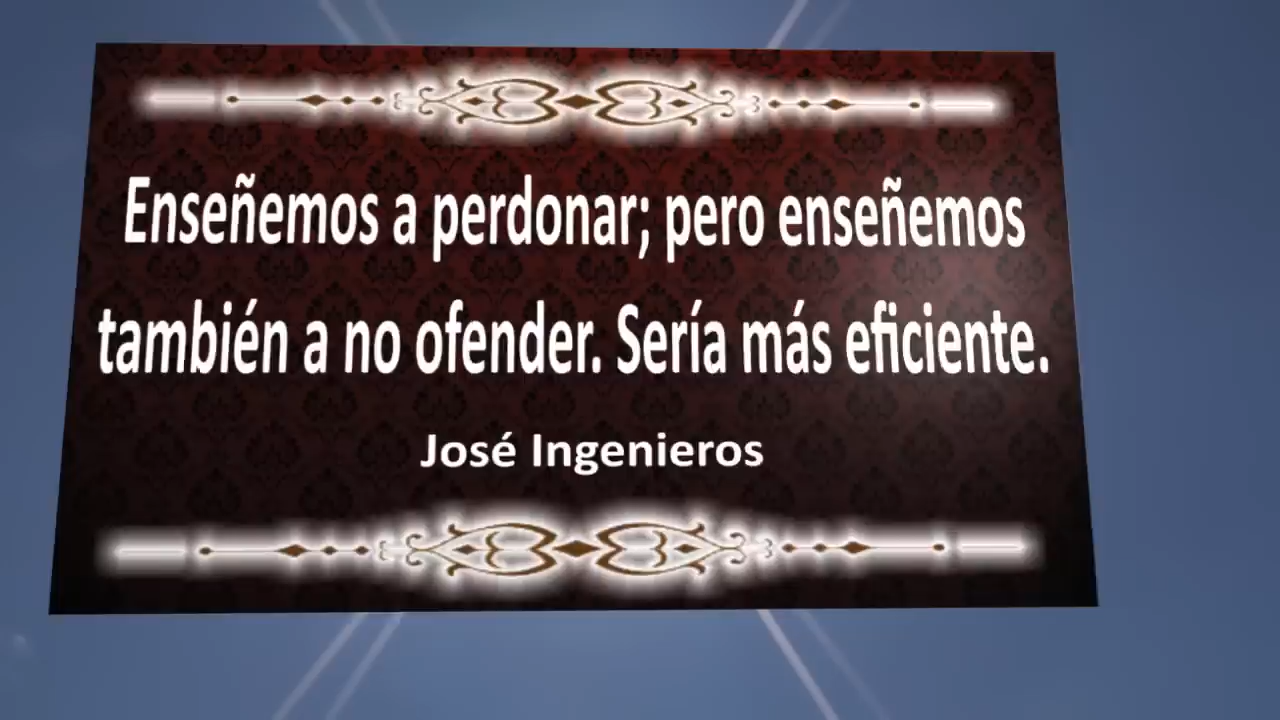 Enseñemos a perdonar; pero enseñemos
también a no ofender. Sería más eficiente.
José Ingenieros